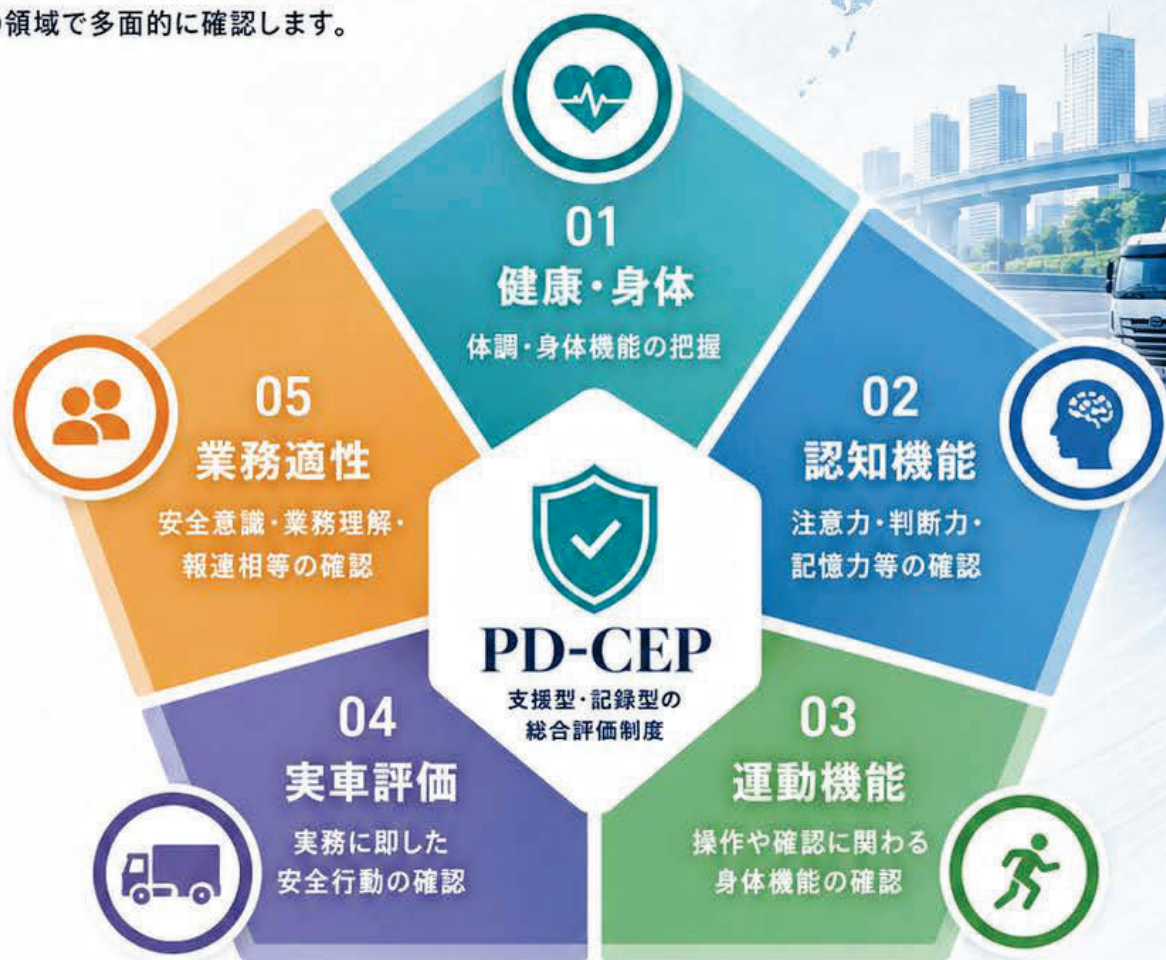 領域で多面的に確認します。
01
健康・身体
体調・身体機能の把握
02
認知機能
注意力・判断力・
記憶力等の確認
03
運動機能
操作や確認に関わる
身体機能の確認
04
実車評価
実務に即した
安全行動の確認
05
業務適性
安全意識・業務理解・
報連相等の確認
PD-CEP
支援型・記録型の
総合評価制度